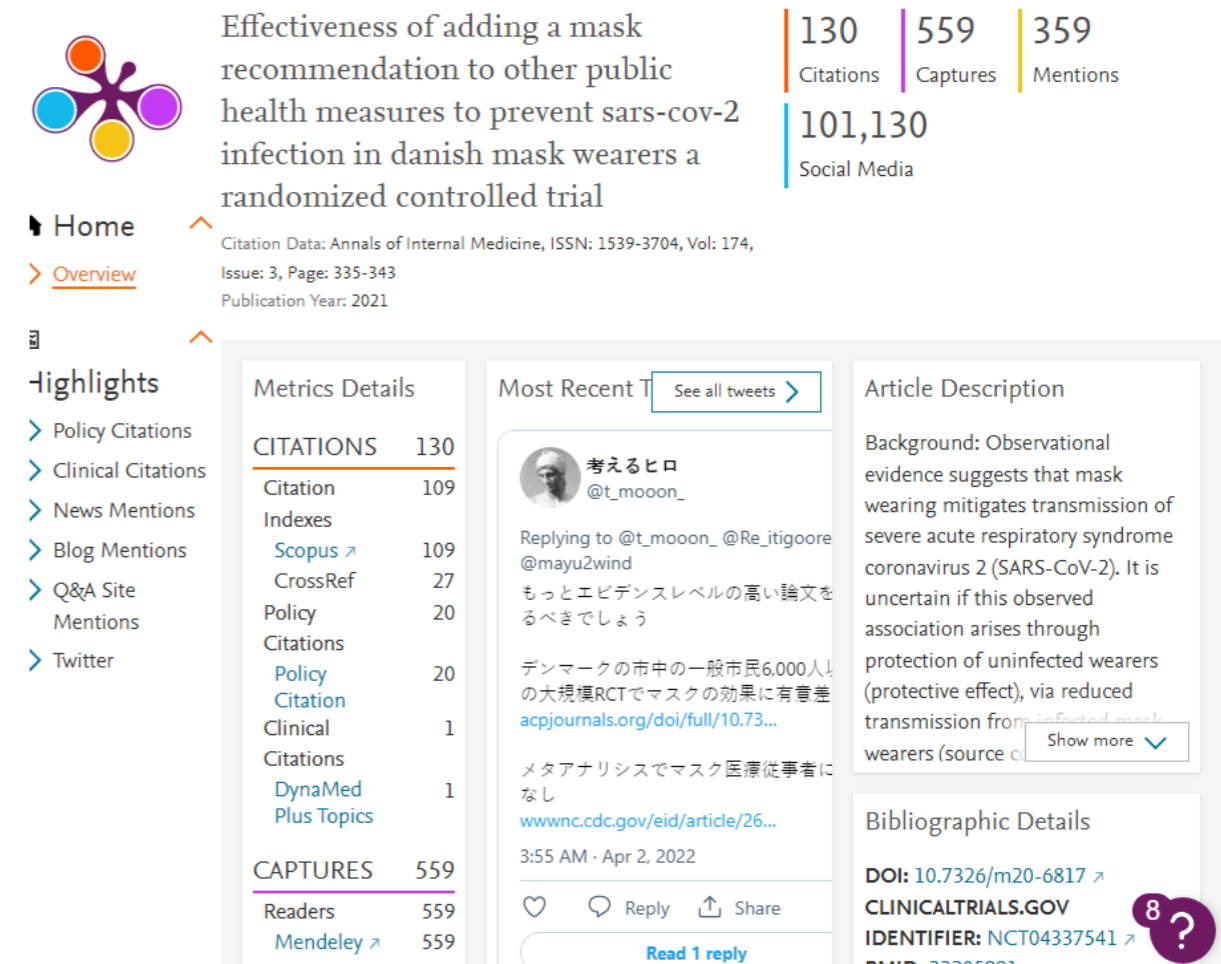 Effectiveness of adding a mask
recommendation to other public
health measures to prevent sars-cov-2
infection in danish mask wearers a
randomized controlled trial
Citation Data: Annals of Internal Medicine, ISSN: 1539-3704, Vol: 174,
Issue: 3, Page: 335-343
Publication Year: 2021
130
Citations
559
Captures
359
Mentions
101,130
Social Media
Home
Overview
Highlights
Policy Citations
Clinical Citations
News Mentions
Blog Mentions
Q&A Site
Mentions
Twitter
Metrics Details
CITATIONS 130
Citation 109
Indexes
Scopus ↗ 109
CrossRef 27
Policy 20
Citations
Policy 20
Citation
Clinical 1
Citations
DynaMed 1
Plus Topics
CAPTURES 559
Readers 559
Mendeley ↗ 559
Most Recent T
See all tweets
考えるヒロ
@t_mooon_
Replying to @t_mooon_ @Re_itigoore
@mayu2wind
もっとエビデンスレベルの高い論文を
るべきでしょう
デンマークの市中の一般市民6,000人以
の大規模RCTでマスクの効果に有意差
acpjournals.org/doi/full/10.73...
メタアナリシスでマスク医療従事者に
なし
wwwnc.cdc.gov/eid/article/26...
3:55 AM · Apr 2, 2022
Reply Share
Read 1 reply
Article Description
Background: Observational
evidence suggests that mask
wearing mitigates transmission of
severe acute respiratory syndrome
coronavirus 2 (SARS-CoV-2). It is
uncertain if this observed
association arises through
protection of uninfected wearers
(protective effect), via reduced
transmission from infected mask
wearers (source c
Show more
Bibliographic Details
DOI: 10.7326/m20-6817 ↗
CLINICALTRIALS.GOV
IDENTIFIER: NCT04337541 ↗
8
?